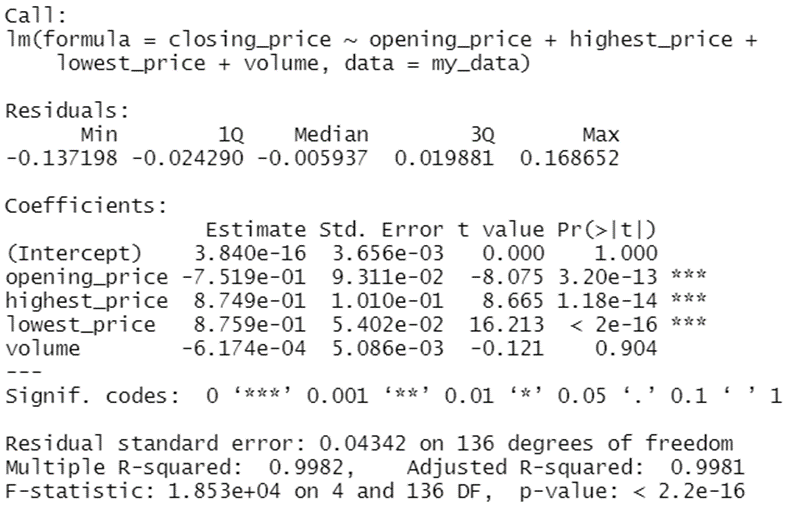 Call:
lm(formula = closing_price ~ opening_price + highest_price +
    lowest_price + volume, data = my_data)

Residuals:
      Min        1Q    Median        3Q       Max
-0.137198 -0.024290 -0.005937  0.019881  0.168652

Coefficients:
                Estimate Std. Error t value Pr(>|t|)
(Intercept)    3.840e-16  3.656e-03   0.000    1.000
opening_price -7.519e-01  9.311e-02  -8.075 3.20e-13 ***
highest_price  8.749e-01  1.010e-01   8.665 1.18e-14 ***
lowest_price   8.759e-01  5.402e-02  16.213  < 2e-16 ***
volume        -6.174e-04  5.086e-03  -0.121    0.904
---
Signif. codes:  0 ‘***’ 0.001 ‘**’ 0.01 ‘*’ 0.05 ‘.’ 0.1 ‘ ’ 1

Residual standard error: 0.04342 on 136 degrees of freedom
Multiple R-squared:  0.9982,    Adjusted R-squared:  0.9981
F-statistic: 1.853e+04 on 4 and 136 DF,  p-value: < 2.2e-16